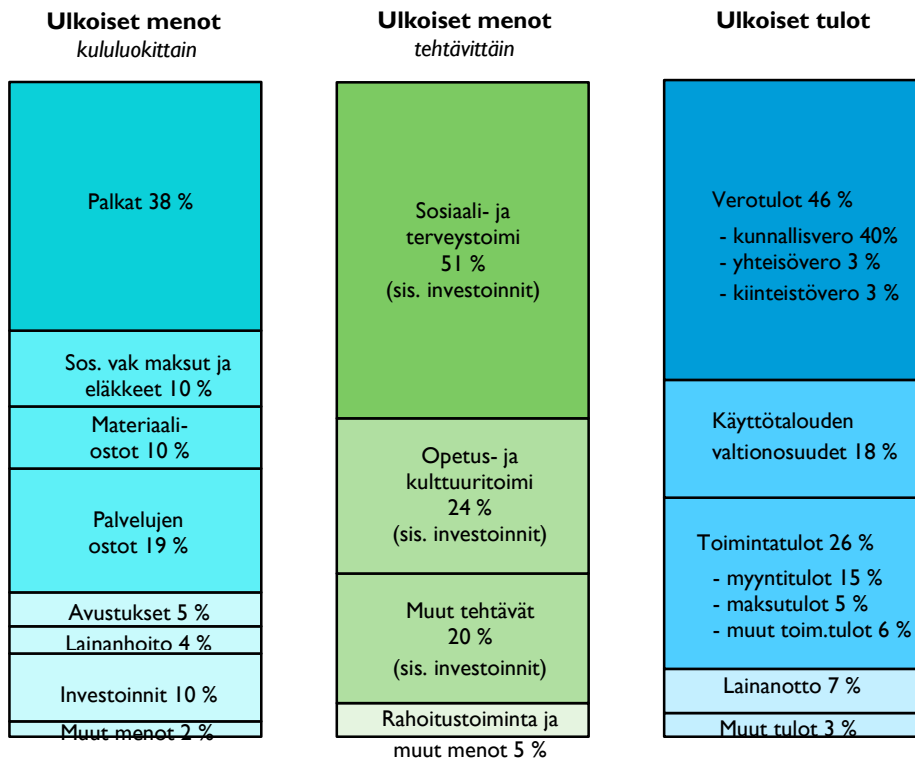 Ulkoiset menot
kululuokittain
Palkat 38 %
Sos. vak maksut ja
eläkkeet 10 %
Materiaali-
ostot 10 %
Palvelujen
ostot 19 %
Avustukset 5 %
Lainanhoito 4 %
Investoinnit 10 %
Muut menot 2 %
Ulkoiset menot
tehtävittäin
Sosiaali- ja
terveystoimi
51 %
(sis. investoinnit)
Opetus- ja
kulttuuritoimi
24 %
(sis. investoinnit)
Muut tehtävät
20 %
(sis. investoinnit)
Rahoitustoiminta ja
muut menot 5 %
Ulkoiset tulot
Verotulot 46 %
- kunnallisvero 40%
- yhteisövero 3 %
- kiinteistövero 3 %
Käyttötalouden
valtionosuudet 18 %
Toimintatulot 26 %
- myyntitulot 15 %
- maksutulot 5 %
- muut toim.tulot 6 %
Lainanotto 7 %
Muut tulot 3 %